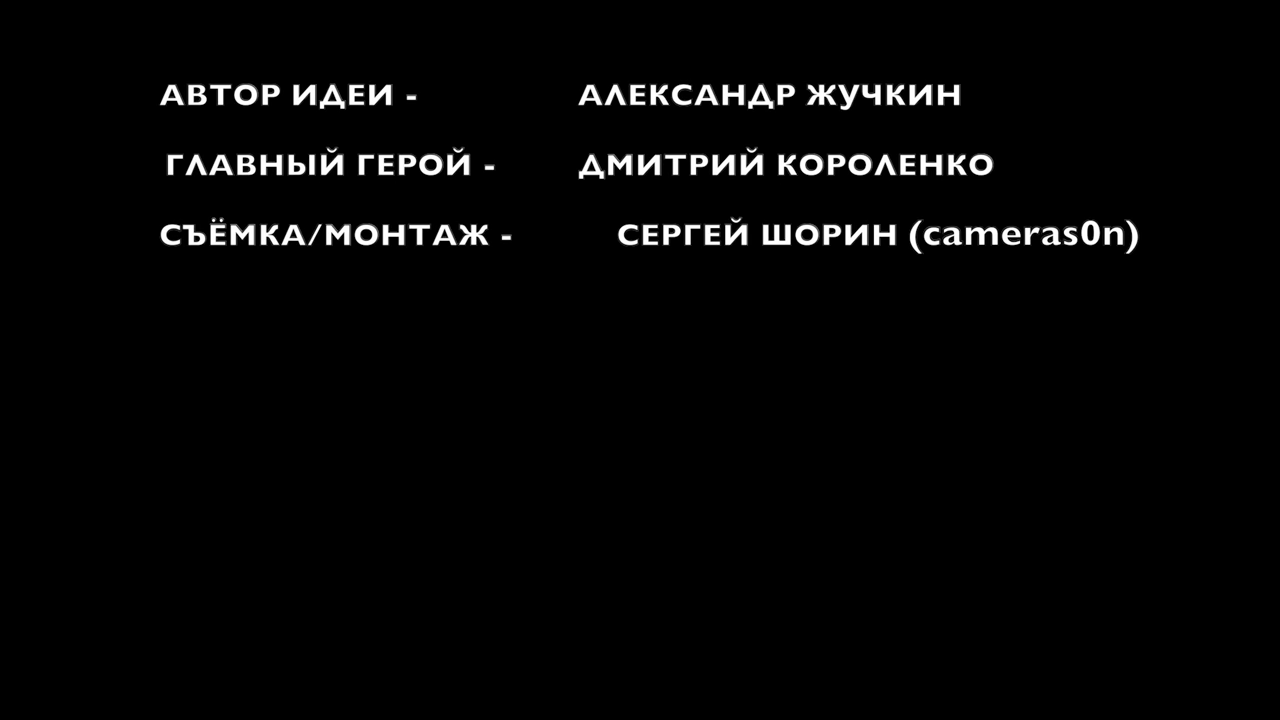 АВТОР ИДЕИ - АЛЕКСАНДР ЖУЧКИН
ГЛАВНЫЙ ГЕРОЙ - ДМИТРИЙ КОРОЛЕНКО
СЪЁМКА/МОНТАЖ - СЕРГЕЙ ШОРИН (cameras0n)